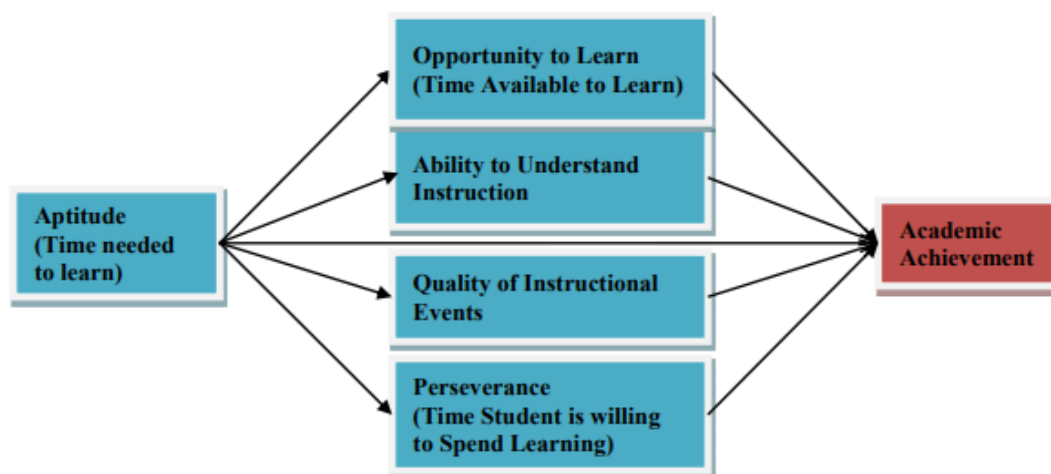 Opportunity to Learn
(Time Available to Learn)
Ability to Understand
Instruction
Aptitude
(Time needed
to learn)
Academic
Achievement
Quality of Instructional
Events
Perseverance
(Time Student is willing
to Spend Learning)